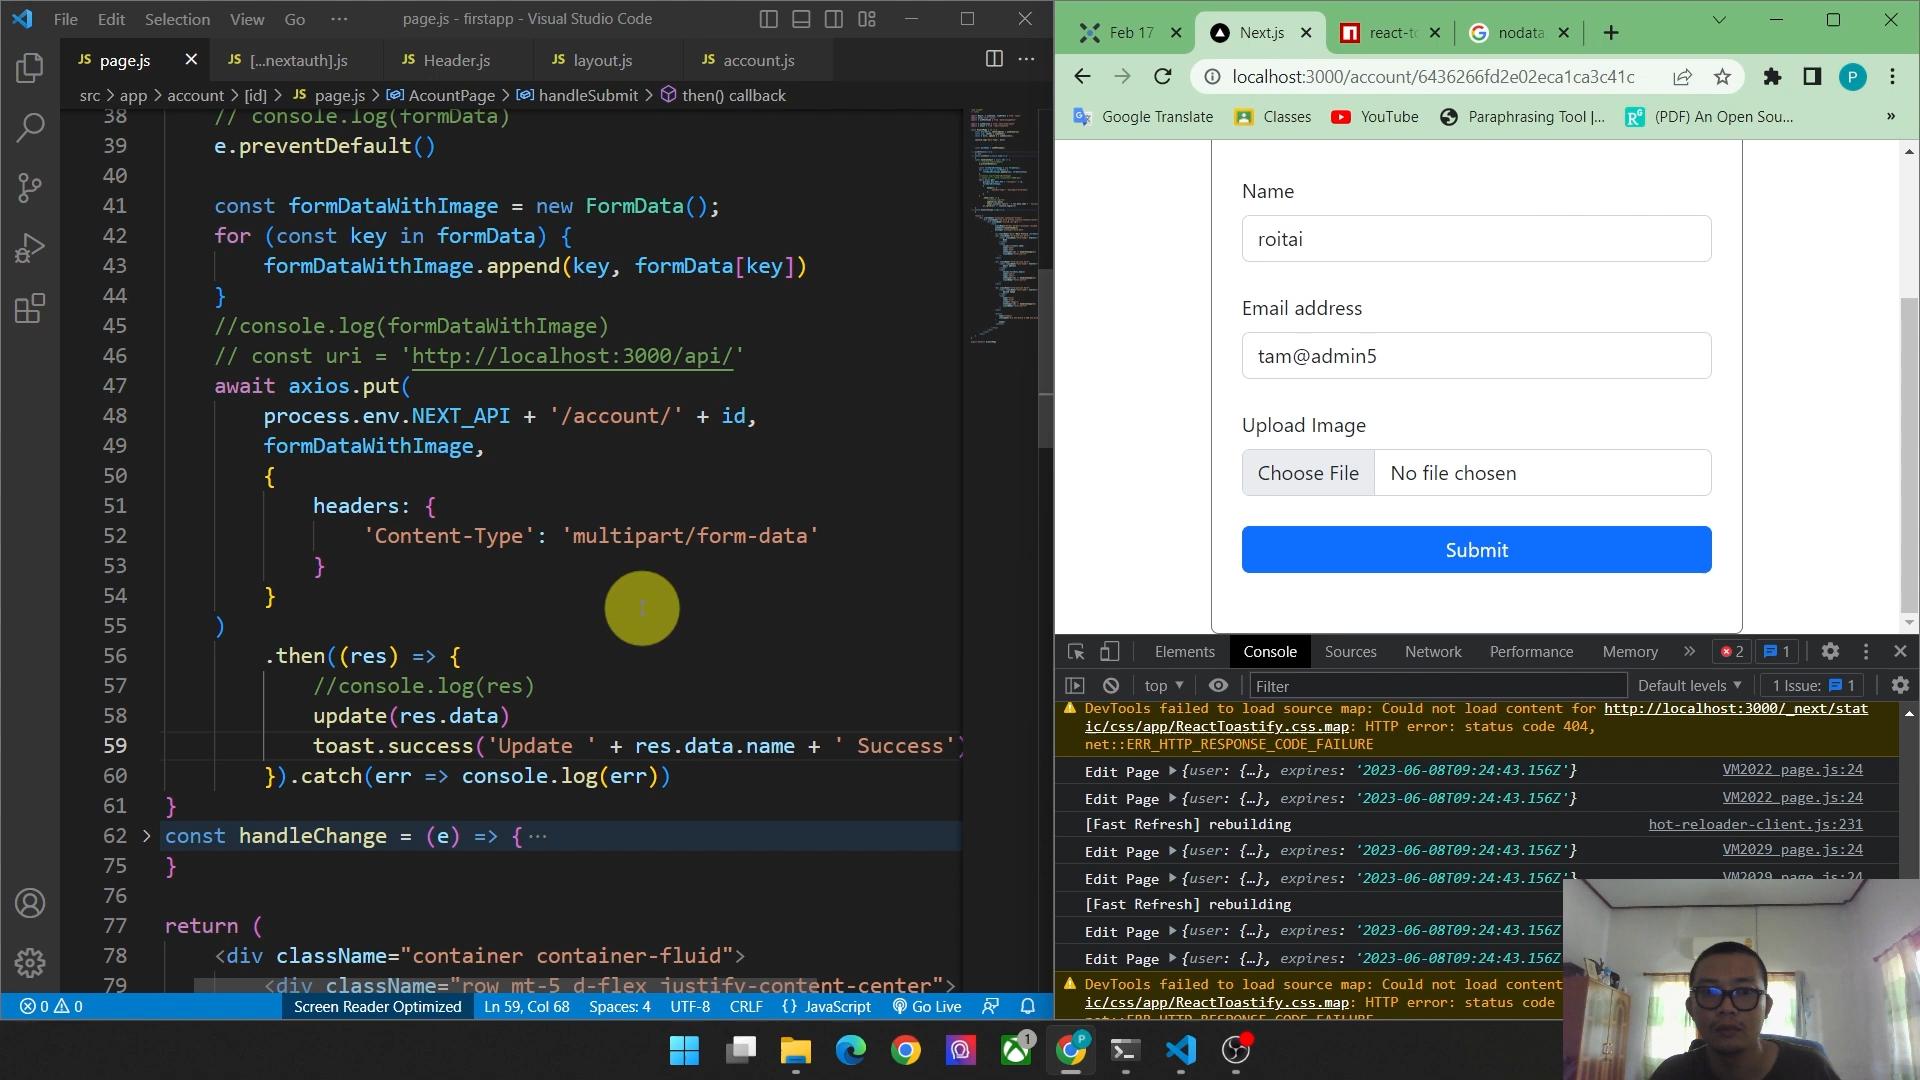 File Edit Selection View Go ··· page.js - firstapp - Visual Studio Code
JS page.js JS [...nextauth].js JS Header.js JS layout.js JS account.js
src > app > account > [id] > JS page.js > AcountPage > handleSubmit > then() callback
38 // console.log(formData)
39 e.preventDefault()
40
41 const formDataWithImage = new FormData();
42 for (const key in formData) {
43 formDataWithImage.append(key, formData[key])
44 }
45 //console.log(formDataWithImage)
46 // const uri = 'http://localhost:3000/api/'
47 await axios.put(
48 process.env.NEXT_API + '/account/' + id,
49 formDataWithImage,
50 {
51 headers: {
52 'Content-Type': 'multipart/form-data'
53 }
54 }
55 )
56 .then((res) => {
57 //console.log(res)
58 update(res.data)
59 toast.success('Update ' + res.data.name + ' Success')
60 }).catch(err => console.log(err))
61 }
62 const handleChange = (e) => {···
75 }
76
77 return (
78 <div className="container container-fluid">
79 <div className="row mt-5 d-flex justify-content-center">
0 0 Screen Reader Optimized Ln 59, Col 68 Spaces: 4 UTF-8 CRLF {} JavaScript Go Live
Feb 17 Next.js react-to nodata
localhost:3000/account/6436266fd2e02eca1ca3c41c P
Google Translate Classes YouTube Paraphrasing Tool |... (PDF) An Open Sou... »
Name
roitai
Email address
tam@admin5
Upload Image
Choose File No file chosen
Submit
Elements Console Sources Network Performance Memory » 2 1
top Filter Default levels 1 Issue: 1
DevTools failed to load source map: Could not load content for http://localhost:3000/_next/stat
ic/css/app/ReactToastify.css.map: HTTP error: status code 404,
net::ERR_HTTP_RESPONSE_CODE_FAILURE
Edit Page {user: {…}, expires: '2023-06-08T09:24:43.156Z'} VM2022 page.js:24
Edit Page {user: {…}, expires: '2023-06-08T09:24:43.156Z'} VM2022 page.js:24
[Fast Refresh] rebuilding hot-reloader-client.js:231
Edit Page {user: {…}, expires: '2023-06-08T09:24:43.156Z'} VM2029 page.js:24
Edit Page {user: {…}, expires: '2023-06-08T09:24:43.156Z'} VM2029 page.js:24
[Fast Refresh] rebuilding
Edit Page {user: {…}, expires: '2023-06-08T09:24:43.156Z'
Edit Page {user: {…}, expires: '2023-06-08T09:24:43.156Z'
DevTools failed to load source map: Could not load content
ic/css/app/ReactToastify.css.map: HTTP error: status code
net::ERR_HTTP_RESPONSE_CODE_FAILURE
1 P